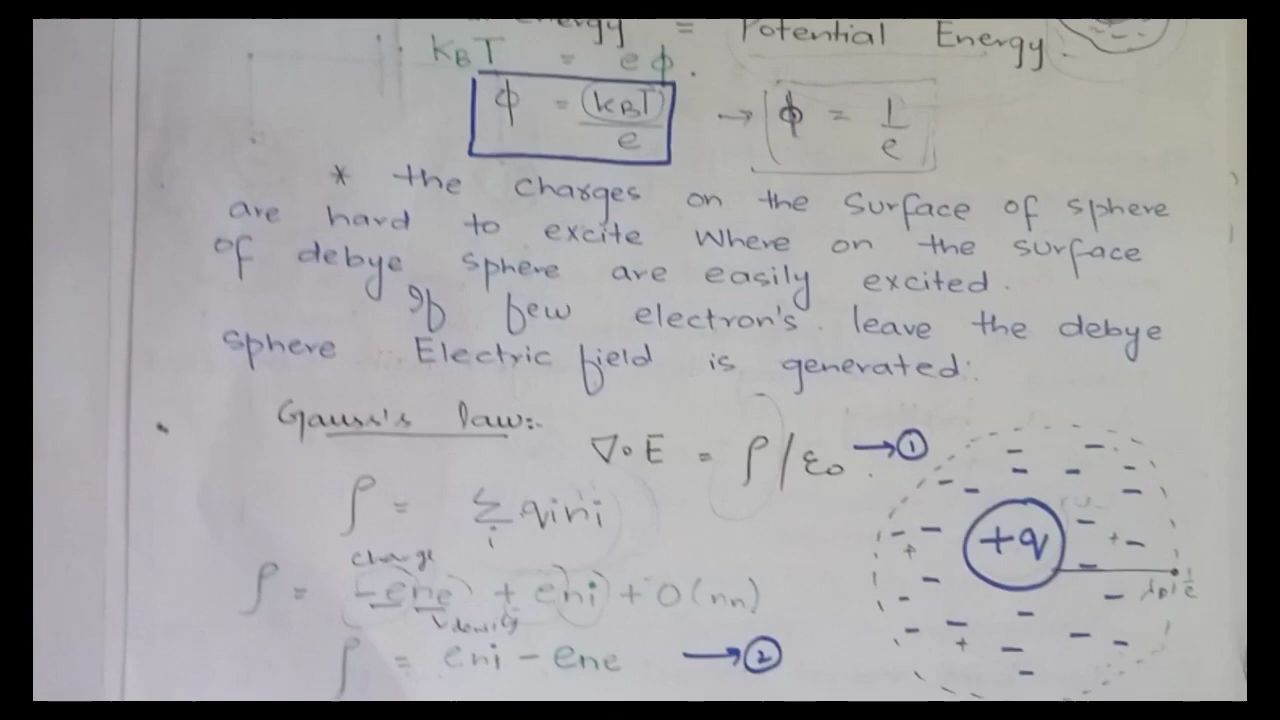 Energy = Potential Energy
KBT = eφ.
φ = KBT/e → φ = 1/e
* the charges on the surface of sphere
are hard to excite where on the surface
of debye sphere are easily excited.
If few electron's leave the debye
sphere Electric field is generated:
Gauss's law:-
∇∘E = ρ/ε₀ → ①
ρ = Σi qini
charge
ρ = -ene + eni + O(nn)
density
ρ = eni - ene → ②
+q
λD